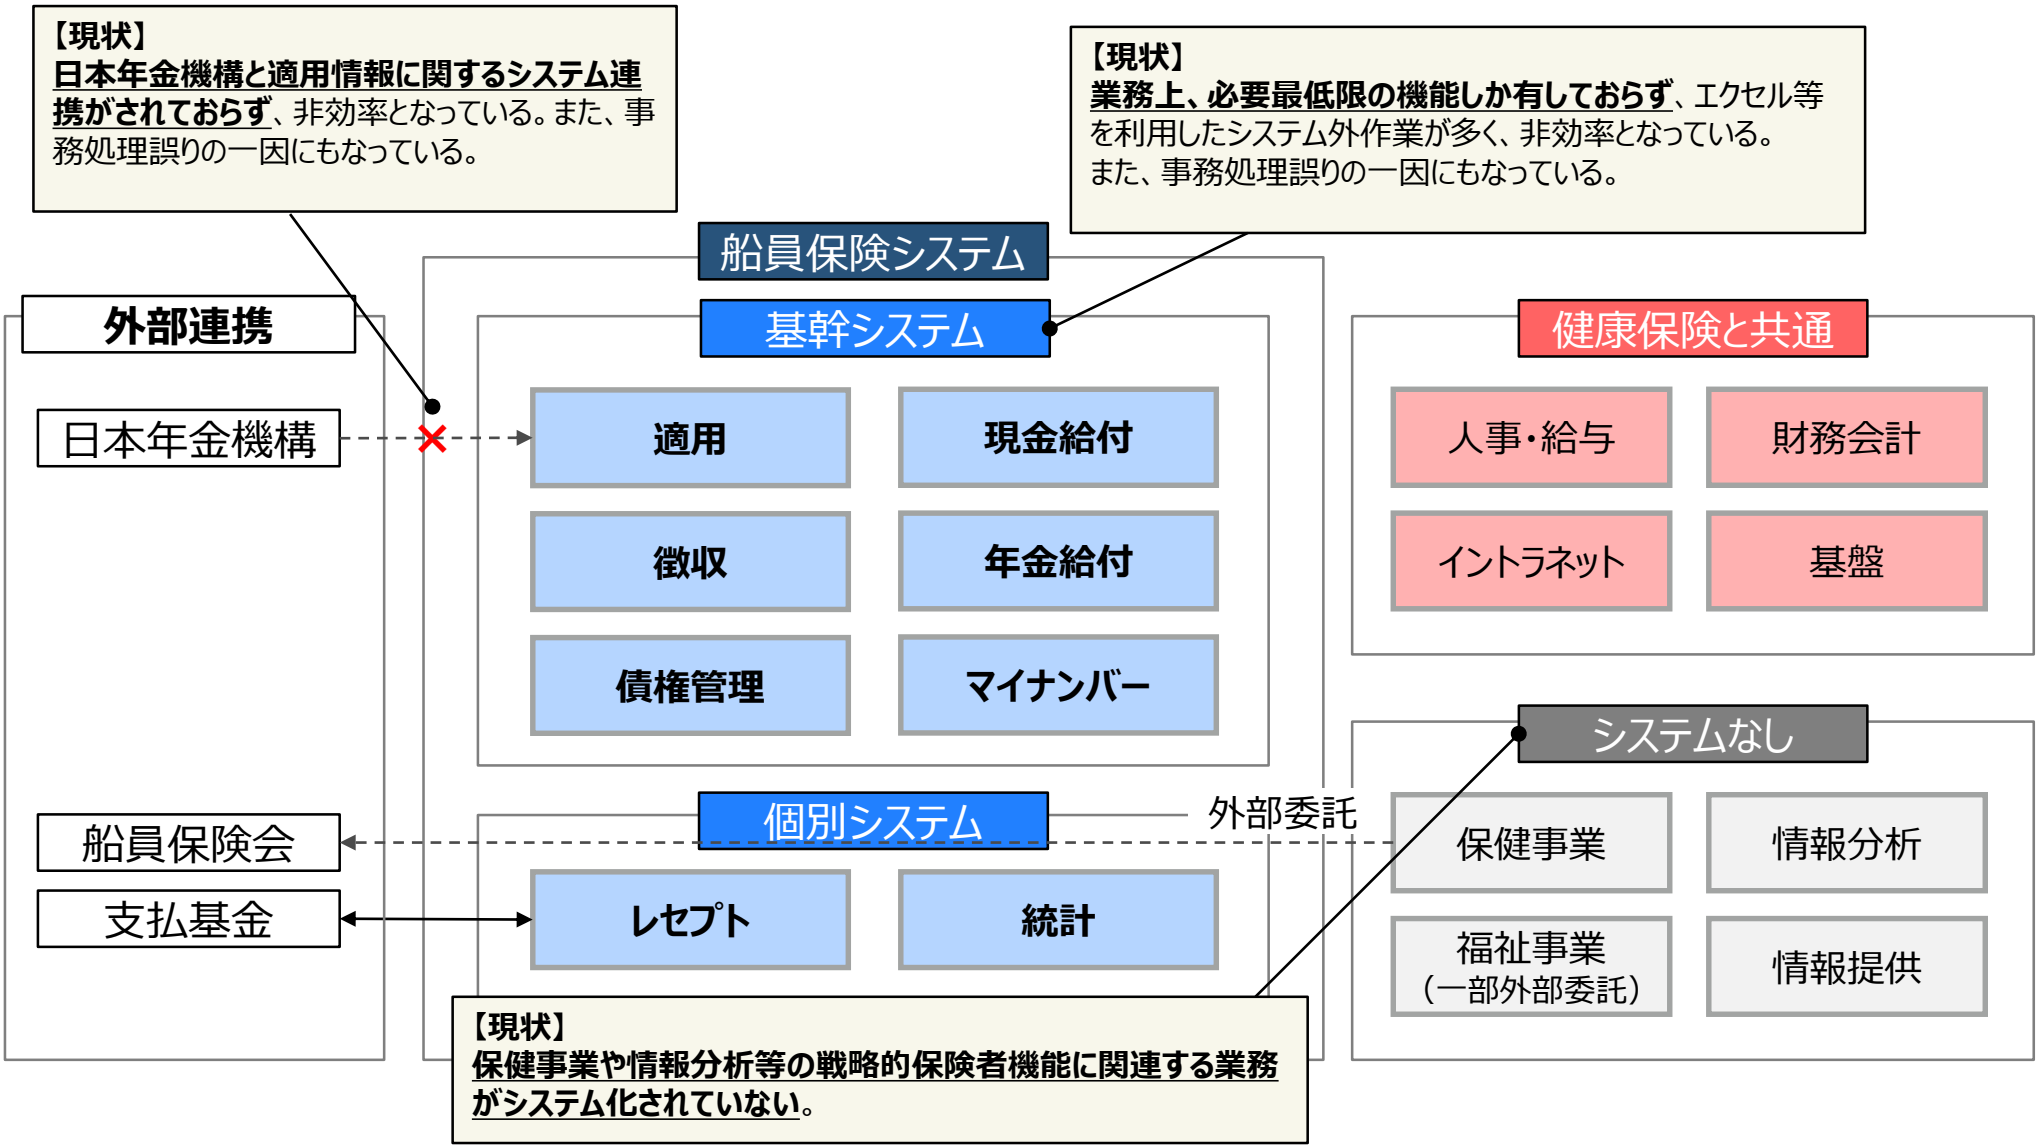 【現状】
日本年金機構と適用情報に関するシステム連
携がされておらず、非効率となっている。また、事
務処理誤りの一因にもなっている。
【現状】
業務上、必要最低限の機能しか有しておらず、エクセル等
を利用したシステム外作業が多く、非効率となっている。
また、事務処理誤りの一因にもなっている。
船員保険システム
外部連携
基幹システム
健康保険と共通
日本年金機構
適用
現金給付
人事・給与
財務会計
徴収
年金給付
イントラネット
基盤
債権管理
マイナンバー
システムなし
個別システム
外部委託
船員保険会
保健事業
情報分析
支払基金
レセプト
統計
福祉事業
（一部外部委託）
情報提供
【現状】
保健事業や情報分析等の戦略的保険者機能に関連する業務
がシステム化されていない。